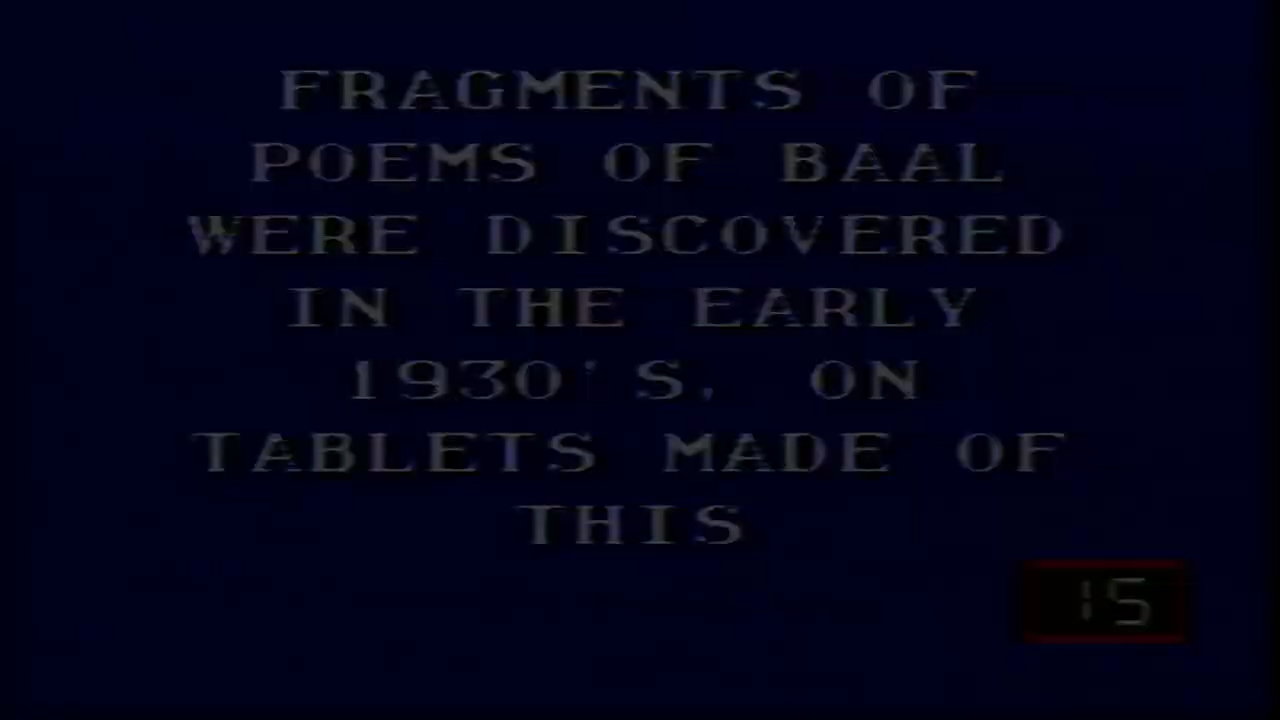 FRAGMENTS OF
POEMS OF BAAL
WERE DISCOVERED
IN THE EARLY
1930'S, ON
TABLETS MADE OF
THIS
15